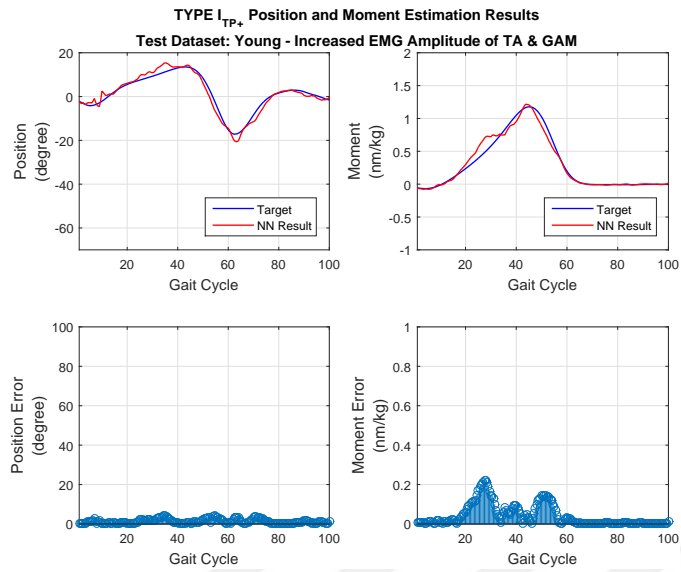 TYPE I_TP+ Position and Moment Estimation Results
Test Dataset: Young - Increased EMG Amplitude of TA & GAM
Position
(degree)
20
0
-20
-40
-60
Target
NN Result
20 40 60 80 100
Gait Cycle
Moment
(nm/kg)
2
1.5
1
0.5
0
-0.5
-1
Target
NN Result
20 40 60 80 100
Gait Cycle
Position Error
(degree)
100
80
60
40
20
0
20 40 60 80 100
Gait Cycle
Moment Error
(nm/kg)
1
0.8
0.6
0.4
0.2
0
20 40 60 80 100
Gait Cycle